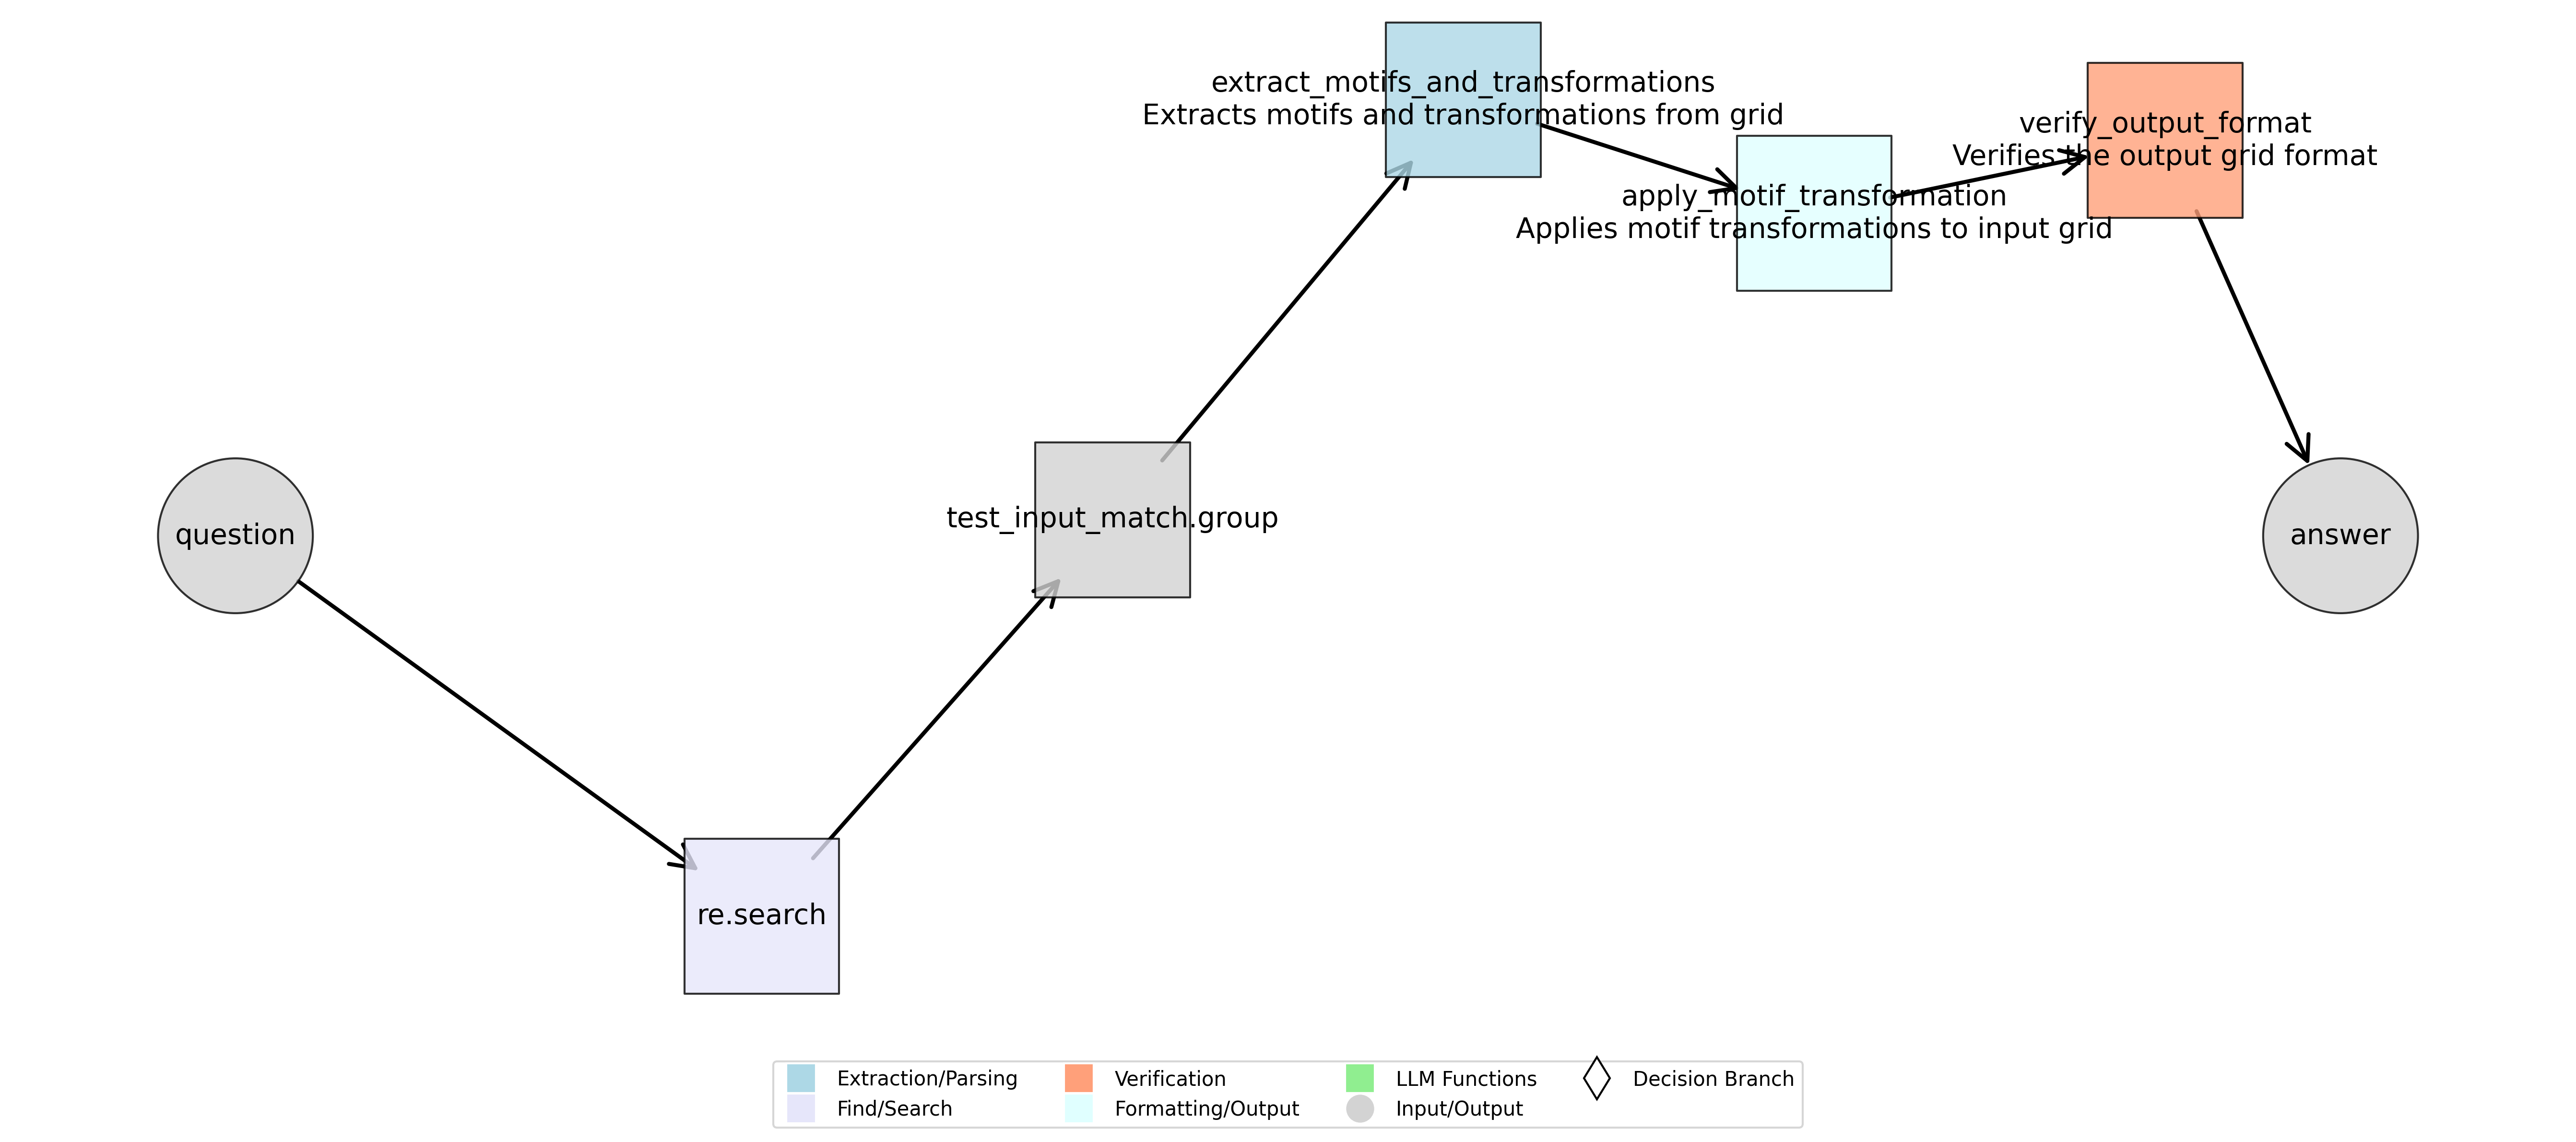 extract_motifs_and_transformations
Extracts motifs and transformations from grid
verify_output_format
Verifies the output grid format
apply_motif_transformation
Applies motif transformations to input grid
test_input_match.group
question
answer
re.search
Extraction/Parsing
Find/Search
Verification
Formatting/Output
LLM Functions
Input/Output
Decision Branch